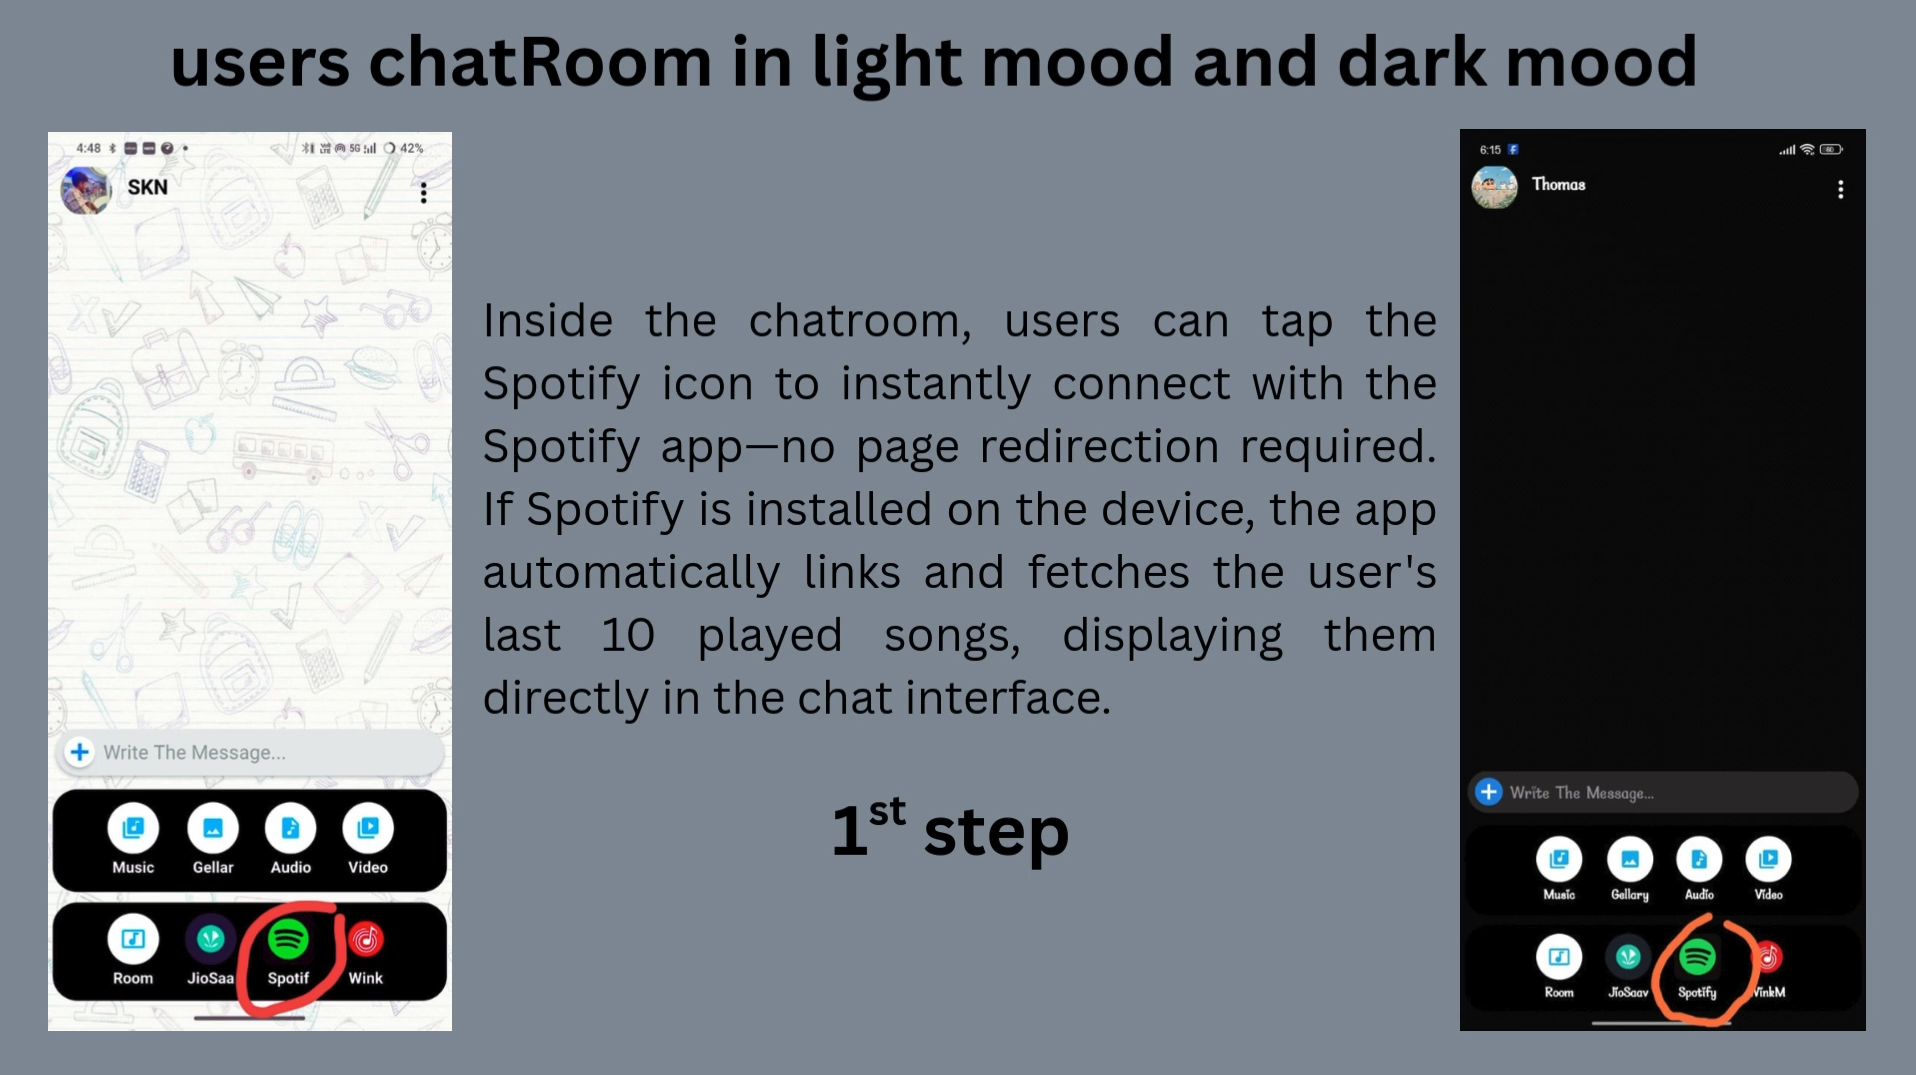 users chatRoom in light mood and dark mood
4:48
5G
42%
SKN
Write The Message...
Music Gellar Audio Video
Room JioSaa Spotif Wink
Inside the chatroom, users can tap the
Spotify icon to instantly connect with the
Spotify app—no page redirection required.
If Spotify is installed on the device, the app
automatically links and fetches the user's
last 10 played songs, displaying them
directly in the chat interface.
1st step
6:15
60
Thomas
Write The Message...
Music Gellary Audio Video
Room JioSaav Spotify WinkM